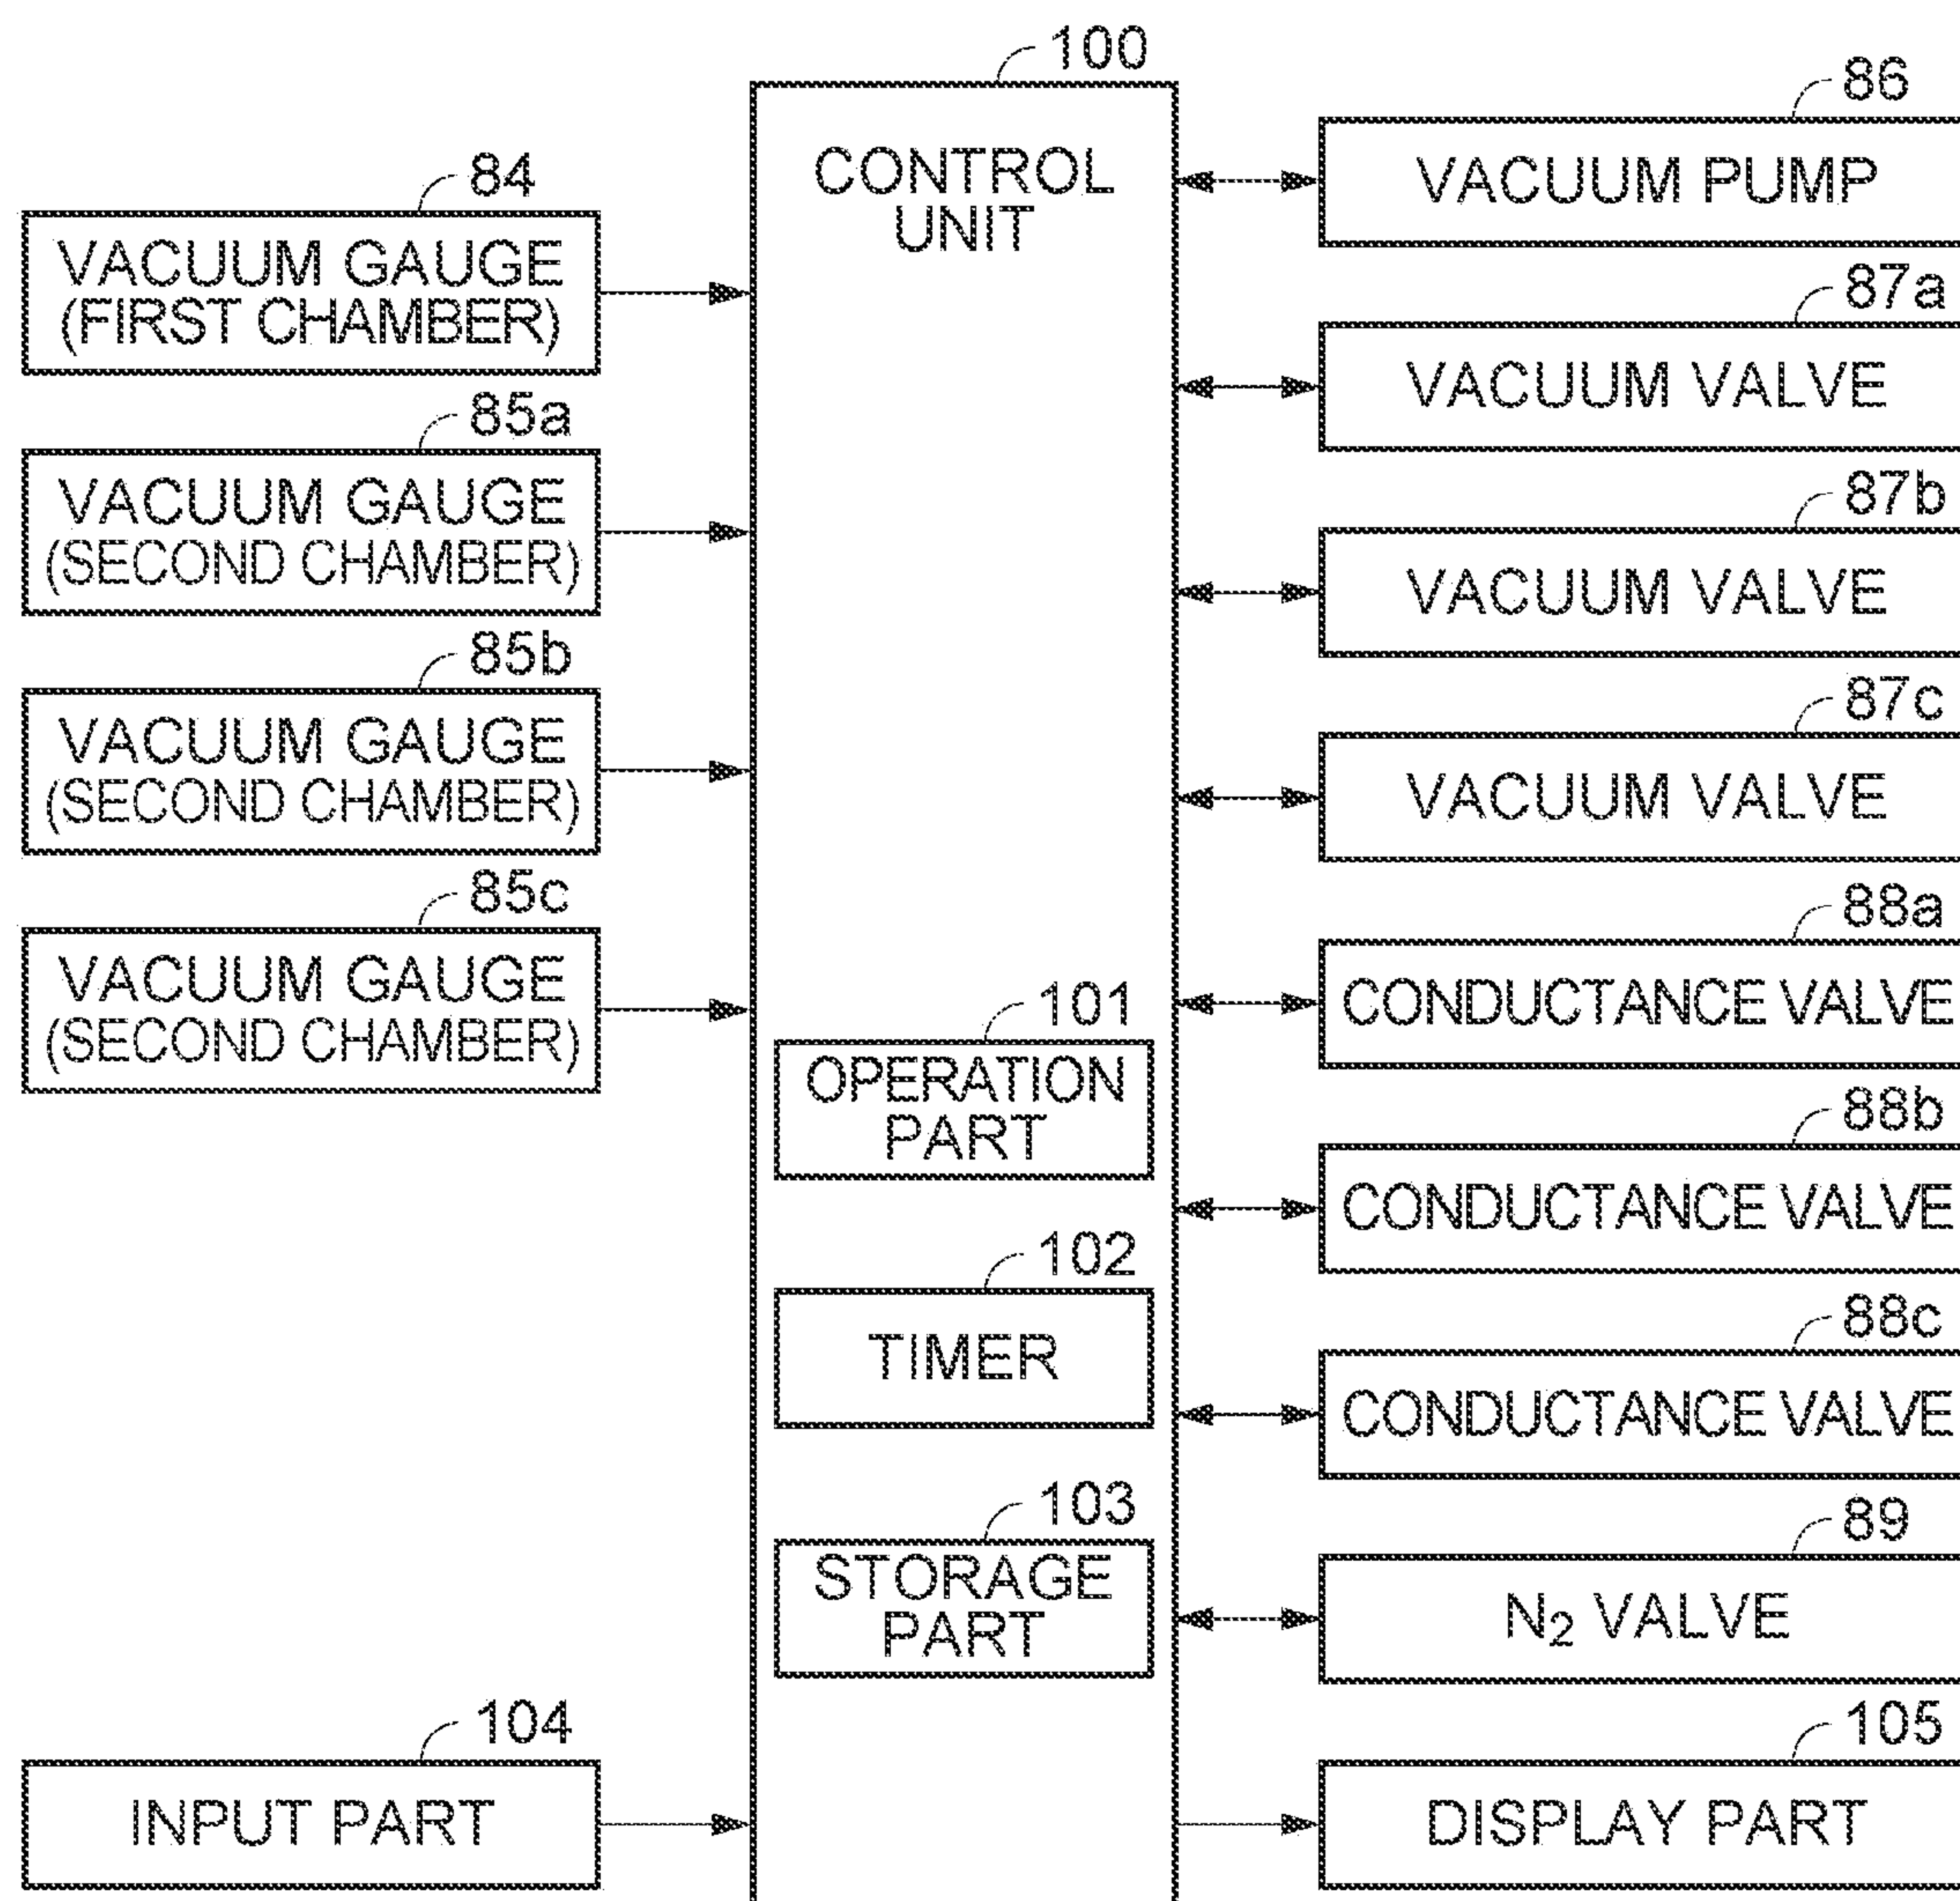 100
CONTROL
UNIT
84
VACUUM GAUGE
(FIRST CHAMBER)
85a
VACUUM GAUGE
(SECOND CHAMBER)
85b
VACUUM GAUGE
(SECOND CHAMBER)
85c
VACUUM GAUGE
(SECOND CHAMBER)
104
INPUT PART
101
OPERATION
PART
102
TIMER
103
STORAGE
PART
86
VACUUM PUMP
87a
VACUUM VALVE
87b
VACUUM VALVE
87c
VACUUM VALVE
88a
CONDUCTANCE VALVE
88b
CONDUCTANCE VALVE
88c
CONDUCTANCE VALVE
89
N₂ VALVE
105
DISPLAY PART